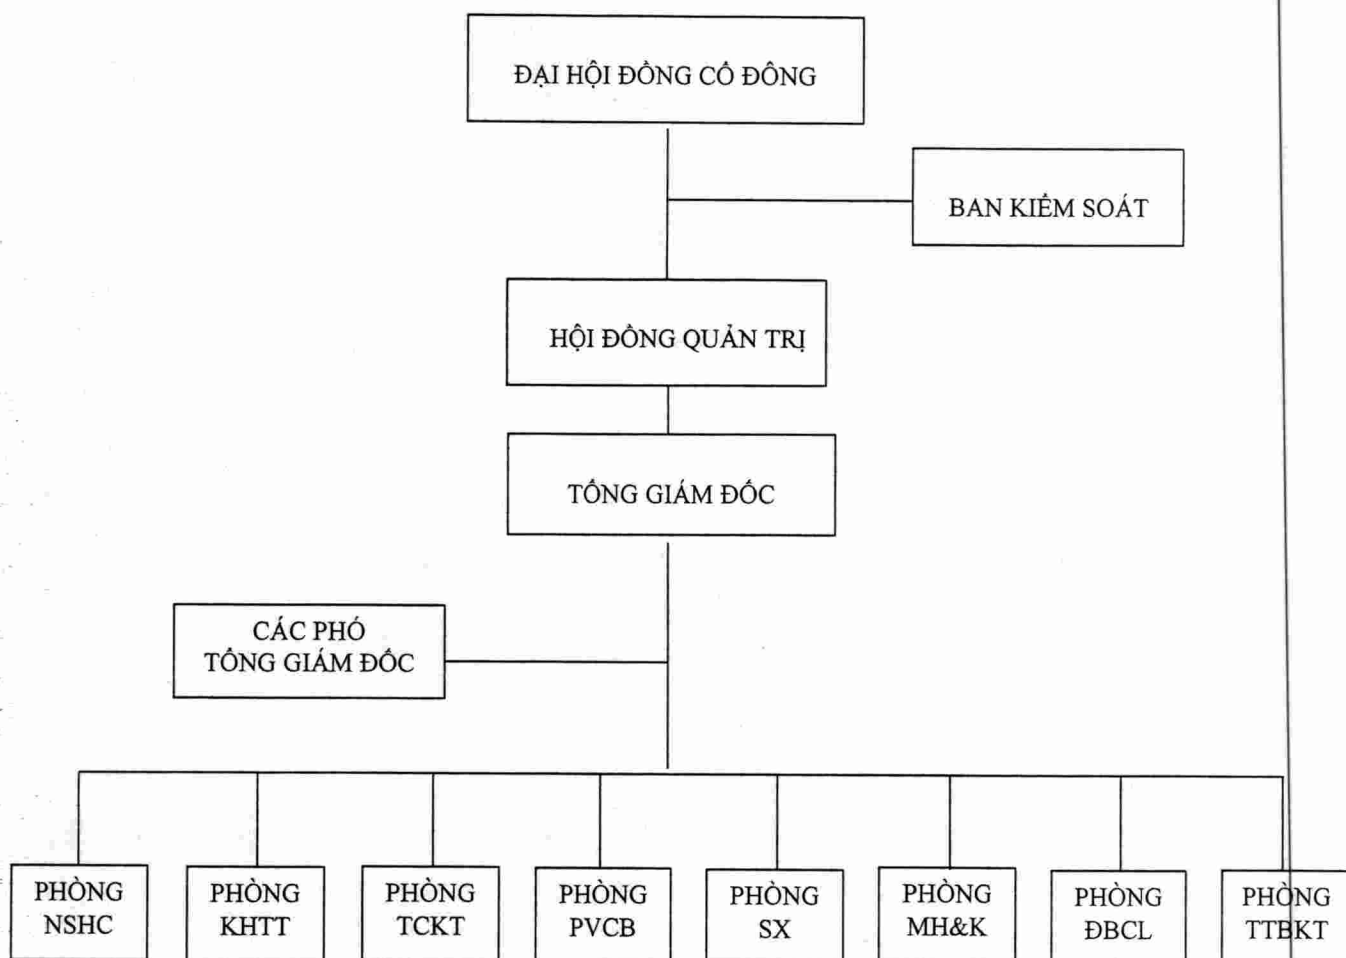 ĐẠI HỘI ĐỒNG CỔ ĐÔNG
BAN KIỂM SOÁT
HỘI ĐỒNG QUẢN TRỊ
TỔNG GIÁM ĐỐC
CÁC PHÓ
TỔNG GIÁM ĐỐC
PHÒNG
NSHC
PHÒNG
KHTT
PHÒNG
TCKT
PHÒNG
PVCB
PHÒNG
SX
PHÒNG
MH&K
PHÒNG
ĐBCL
PHÒNG
TTBKT